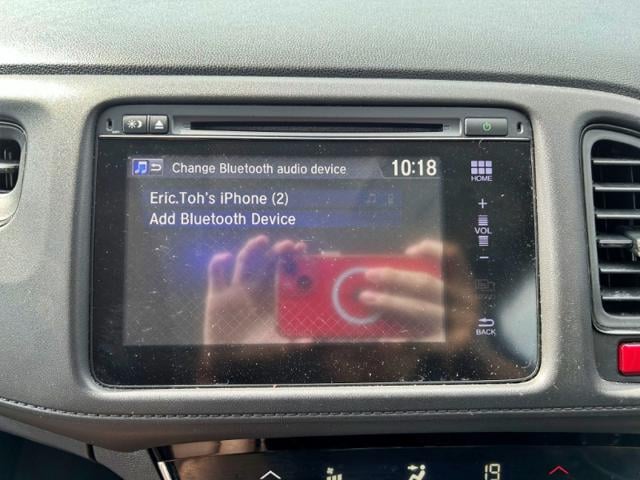 Change Bluetooth audio device 10:18
HOME
Eric.Toh's iPhone (2)
Add Bluetooth Device
+
VOL
-
BACK
19